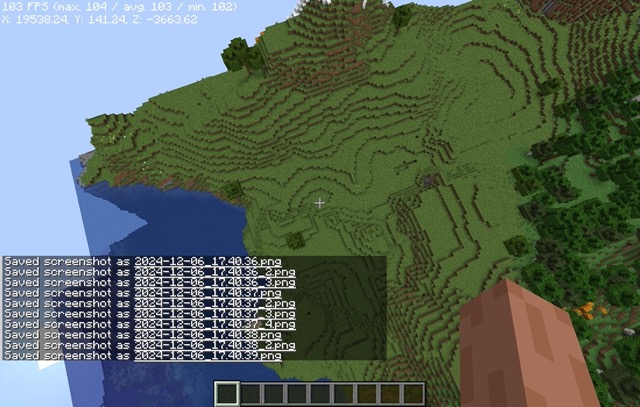 103 FPS (max. 104 / avg. 103 / min. 102)
X: 19538.24, Y: 141.24, Z: -3663.62
Saved screenshot as 2024-12-06_17.40.36.png
Saved screenshot as 2024-12-06_17.40.36_2.png
Saved screenshot as 2024-12-06_17.40.36_3.png
Saved screenshot as 2024-12-06_17.40.37.png
Saved screenshot as 2024-12-06_17.40.37_2.png
Saved screenshot as 2024-12-06_17.40.37_3.png
Saved screenshot as 2024-12-06_17.40.37_4.png
Saved screenshot as 2024-12-06_17.40.38.png
Saved screenshot as 2024-12-06_17.40.38_2.png
Saved screenshot as 2024-12-06_17.40.39.png